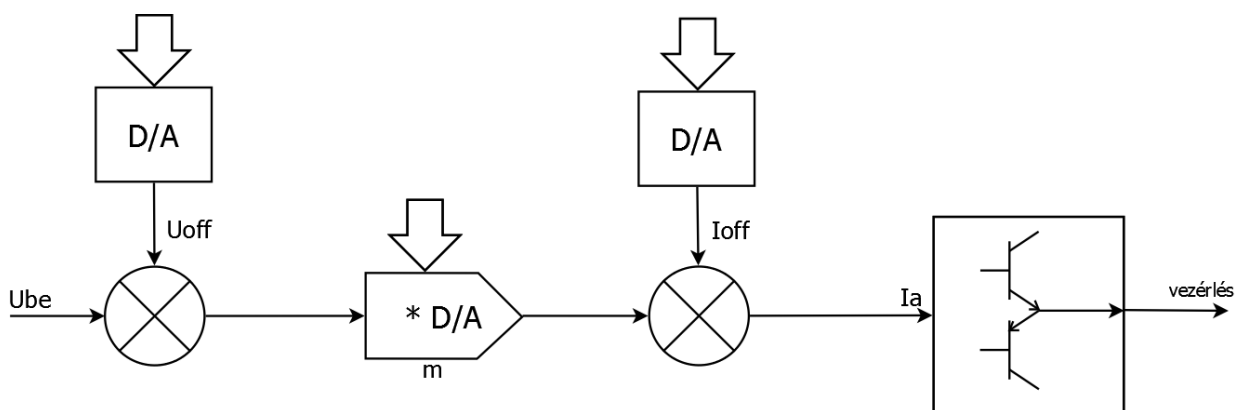 D/A
D/A
Uoff
Ioff
Ube
* D/A
m
Ia
vezérlés